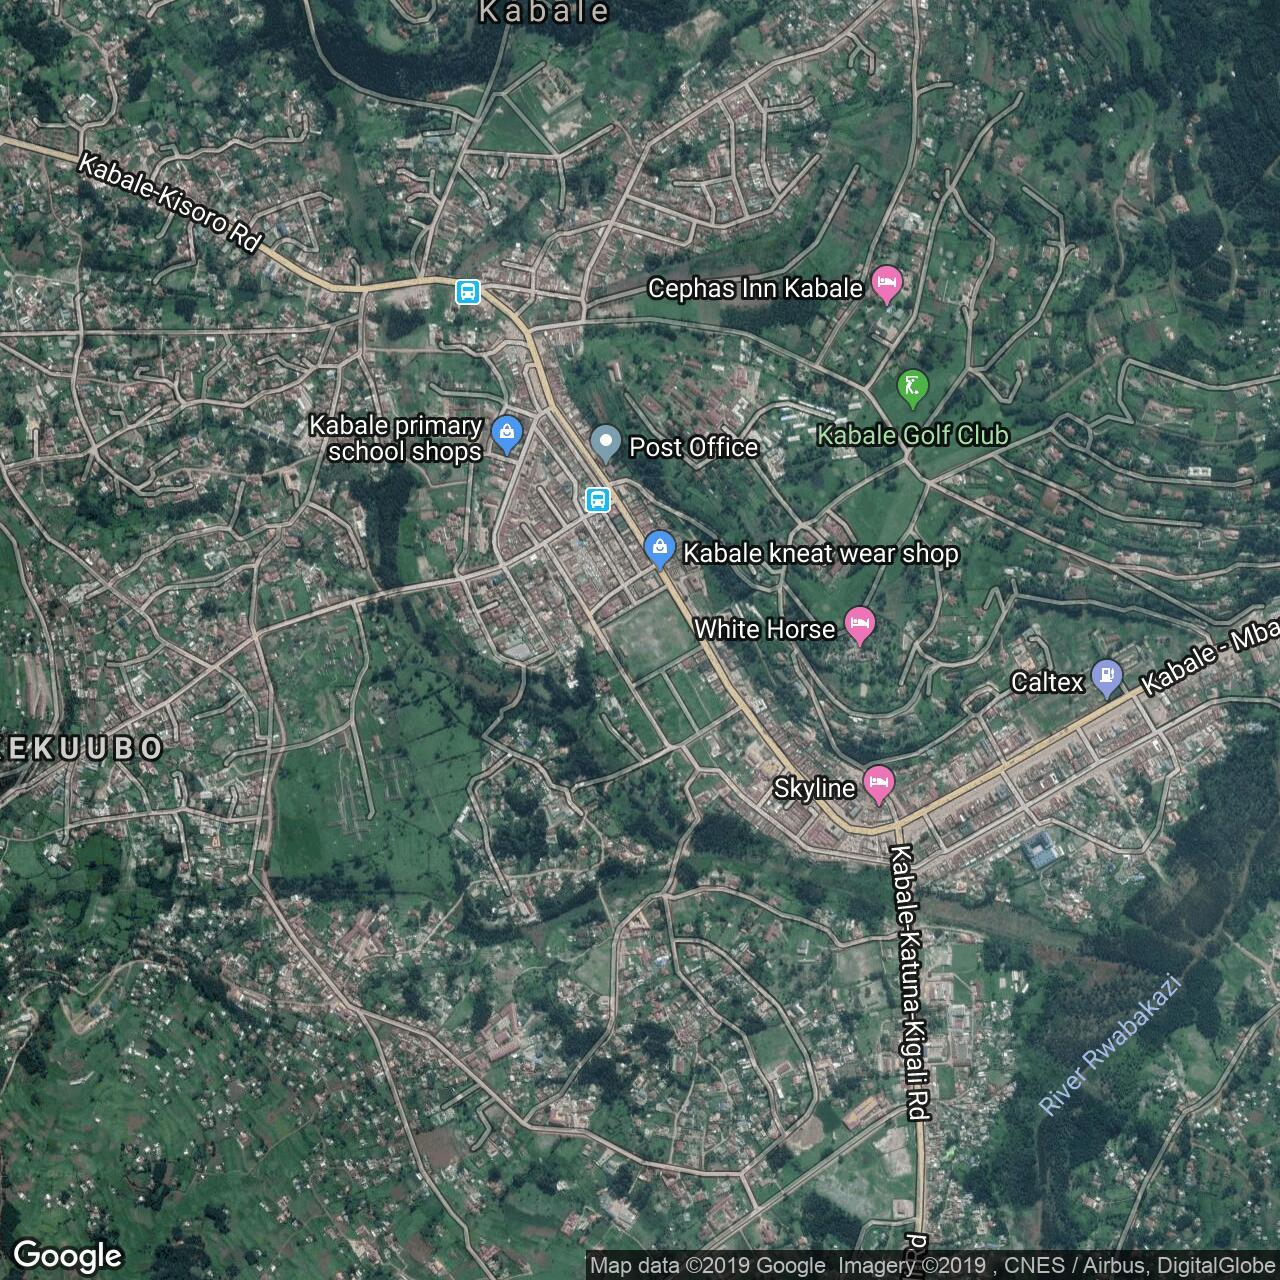 Kabale
Kabale-Kisoro Rd
Cephas Inn Kabale
Kabale primary
school shops
Post Office
Kabale Golf Club
Kabale kneat wear shop
White Horse
Caltex
Kabale - Mba
EKUUBO
Skyline
Kabale-Katuna-Kigali Rd
River Rwabakazi
Google
Map data ©2019 Google Imagery ©2019 , CNES / Airbus, DigitalGlobe